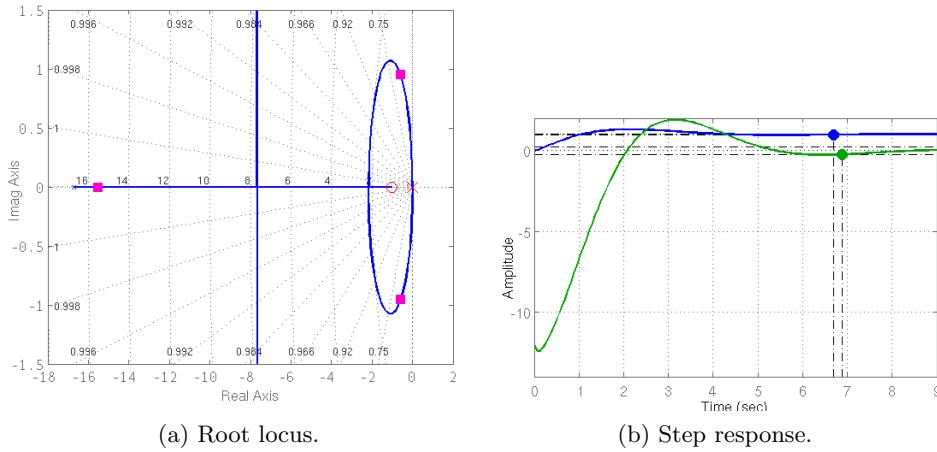 0.996 0.992 0.984 0.966 0.92 0.75
1.5
0.998
1
1
0.5
Imag Axis
0
16 14 12 10 8 6 4 2
-0.5
1
-1
0.998
0.996 0.992 0.984 0.966 0.92 0.75
-1.5
-18 -16 -14 -12 -10 -8 -6 -4 -2 0 2
Real Axis
(a) Root locus.
0
-5
Amplitude
-10
0 1 2 3 4 5 6 7 8 9
Time (sec)
(b) Step response.